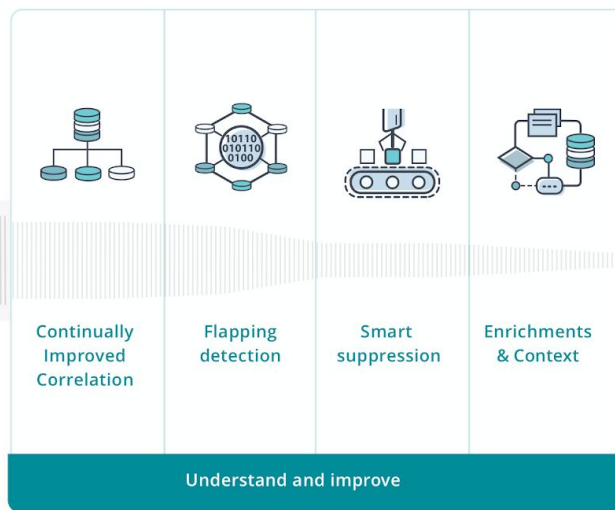 10110
010110
0100
Continually
Improved
Correlation
Flapping
detection
Smart
suppression
Enrichments
& Context
Understand and improve